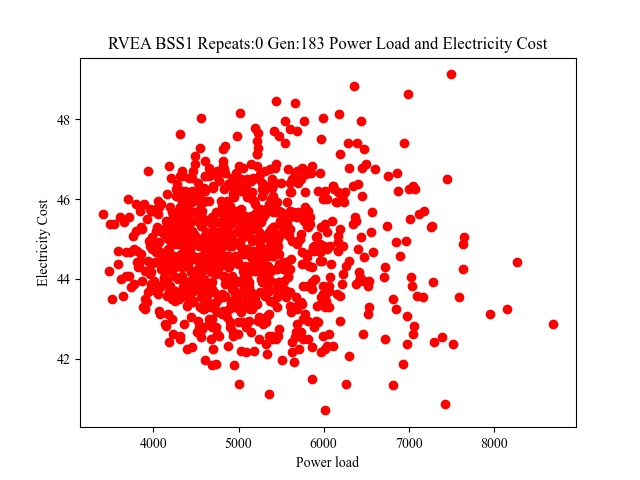 RVEA BSS1 Repeats:0 Gen:183 Power Load and Electricity Cost
48
46
44
42
Electricity Cost
4000 5000 6000 7000 8000
Power load